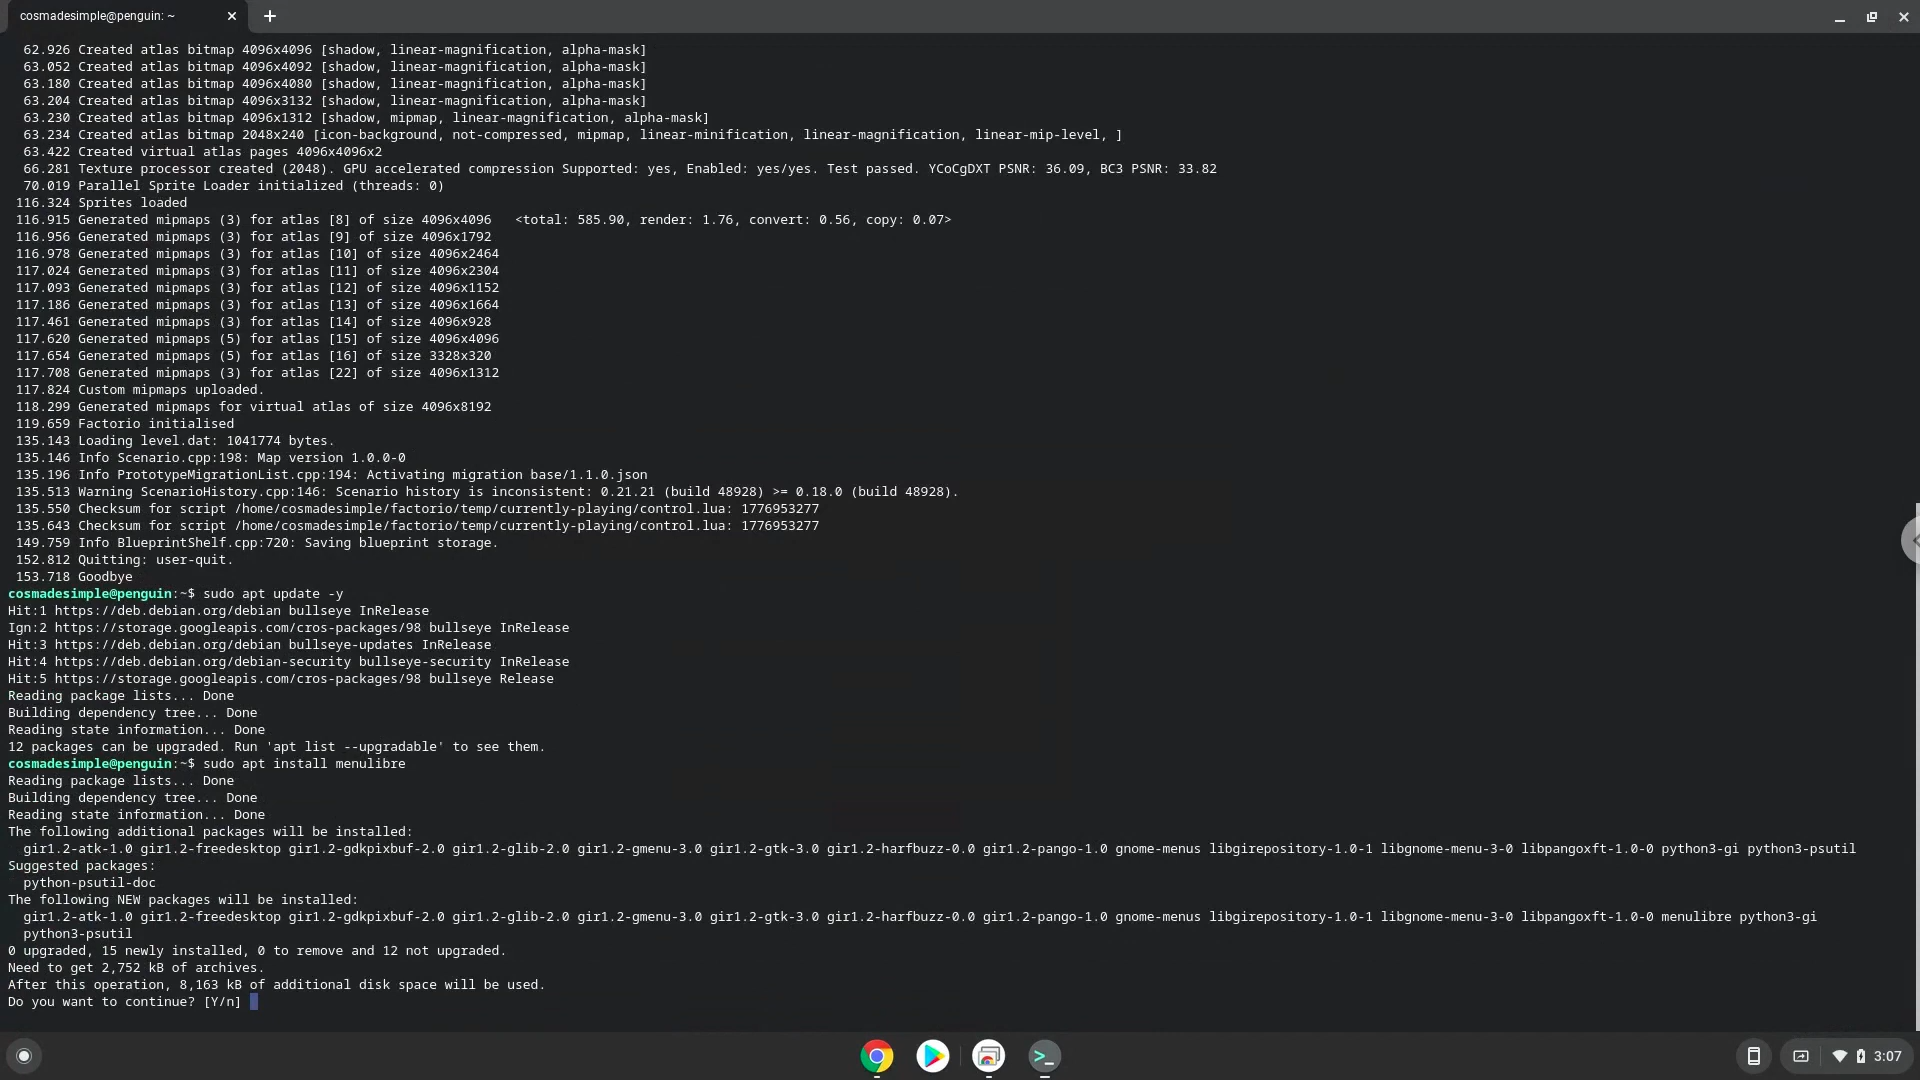 cosmadesimple@penguin: ~
62.926 Created atlas bitmap 4096x4096 [shadow, linear-magnification, alpha-mask]
63.052 Created atlas bitmap 4096x4092 [shadow, linear-magnification, alpha-mask]
63.180 Created atlas bitmap 4096x4080 [shadow, linear-magnification, alpha-mask]
63.204 Created atlas bitmap 4096x3132 [shadow, linear-magnification, alpha-mask]
63.230 Created atlas bitmap 4096x1312 [shadow, mipmap, linear-magnification, alpha-mask]
63.234 Created atlas bitmap 2048x240 [icon-background, not-compressed, mipmap, linear-minification, linear-magnification, linear-mip-level, ]
63.422 Created virtual atlas pages 4096x4096x2
66.281 Texture processor created (2048). GPU accelerated compression Supported: yes, Enabled: yes/yes. Test passed. YCoCgDXT PSNR: 36.09, BC3 PSNR: 33.82
70.019 Parallel Sprite Loader initialized (threads: 0)
116.324 Sprites loaded
116.915 Generated mipmaps (3) for atlas [8] of size 4096x4096   <total: 585.90, render: 1.76, convert: 0.56, copy: 0.07>
116.956 Generated mipmaps (3) for atlas [9] of size 4096x1792
116.978 Generated mipmaps (3) for atlas [10] of size 4096x2464
117.024 Generated mipmaps (3) for atlas [11] of size 4096x2304
117.093 Generated mipmaps (3) for atlas [12] of size 4096x1152
117.186 Generated mipmaps (3) for atlas [13] of size 4096x1664
117.461 Generated mipmaps (3) for atlas [14] of size 4096x928
117.620 Generated mipmaps (5) for atlas [15] of size 4096x4096
117.654 Generated mipmaps (5) for atlas [16] of size 3328x320
117.708 Generated mipmaps (3) for atlas [22] of size 4096x1312
117.824 Custom mipmaps uploaded.
118.299 Generated mipmaps for virtual atlas of size 4096x8192
119.659 Factorio initialised
135.143 Loading level.dat: 1041774 bytes.
135.146 Info Scenario.cpp:198: Map version 1.0.0-0
135.196 Info PrototypeMigrationList.cpp:194: Activating migration base/1.1.0.json
135.513 Warning ScenarioHistory.cpp:146: Scenario history is inconsistent: 0.21.21 (build 48928) >= 0.18.0 (build 48928).
135.550 Checksum for script /home/cosmadesimple/factorio/temp/currently-playing/control.lua: 1776953277
135.643 Checksum for script /home/cosmadesimple/factorio/temp/currently-playing/control.lua: 1776953277
149.759 Info BlueprintShelf.cpp:720: Saving blueprint storage.
152.812 Quitting: user-quit.
153.718 Goodbye
cosmadesimple@penguin:~$ sudo apt update -y
Hit:1 https://deb.debian.org/debian bullseye InRelease
Ign:2 https://storage.googleapis.com/cros-packages/98 bullseye InRelease
Hit:3 https://deb.debian.org/debian bullseye-updates InRelease
Hit:4 https://deb.debian.org/debian-security bullseye-security InRelease
Hit:5 https://storage.googleapis.com/cros-packages/98 bullseye Release
Reading package lists... Done
Building dependency tree... Done
Reading state information... Done
12 packages can be upgraded. Run 'apt list --upgradable' to see them.
cosmadesimple@penguin:~$ sudo apt install menulibre
Reading package lists... Done
Building dependency tree... Done
Reading state information... Done
The following additional packages will be installed:
gir1.2-atk-1.0 gir1.2-freedesktop gir1.2-gdkpixbuf-2.0 gir1.2-glib-2.0 gir1.2-gmenu-3.0 gir1.2-gtk-3.0 gir1.2-harfbuzz-0.0 gir1.2-pango-1.0 gnome-menus libgirepository-1.0-1 libgnome-menu-3-0 libpangoxft-1.0-0 python3-gi python3-psutil
Suggested packages:
python-psutil-doc
The following NEW packages will be installed:
gir1.2-atk-1.0 gir1.2-freedesktop gir1.2-gdkpixbuf-2.0 gir1.2-glib-2.0 gir1.2-gmenu-3.0 gir1.2-gtk-3.0 gir1.2-harfbuzz-0.0 gir1.2-pango-1.0 gnome-menus libgirepository-1.0-1 libgnome-menu-3-0 libpangoxft-1.0-0 menulibre python3-gi
python3-psutil
0 upgraded, 15 newly installed, 0 to remove and 12 not upgraded.
Need to get 2,752 kB of archives.
After this operation, 8,163 kB of additional disk space will be used.
Do you want to continue? [Y/n]
3:07